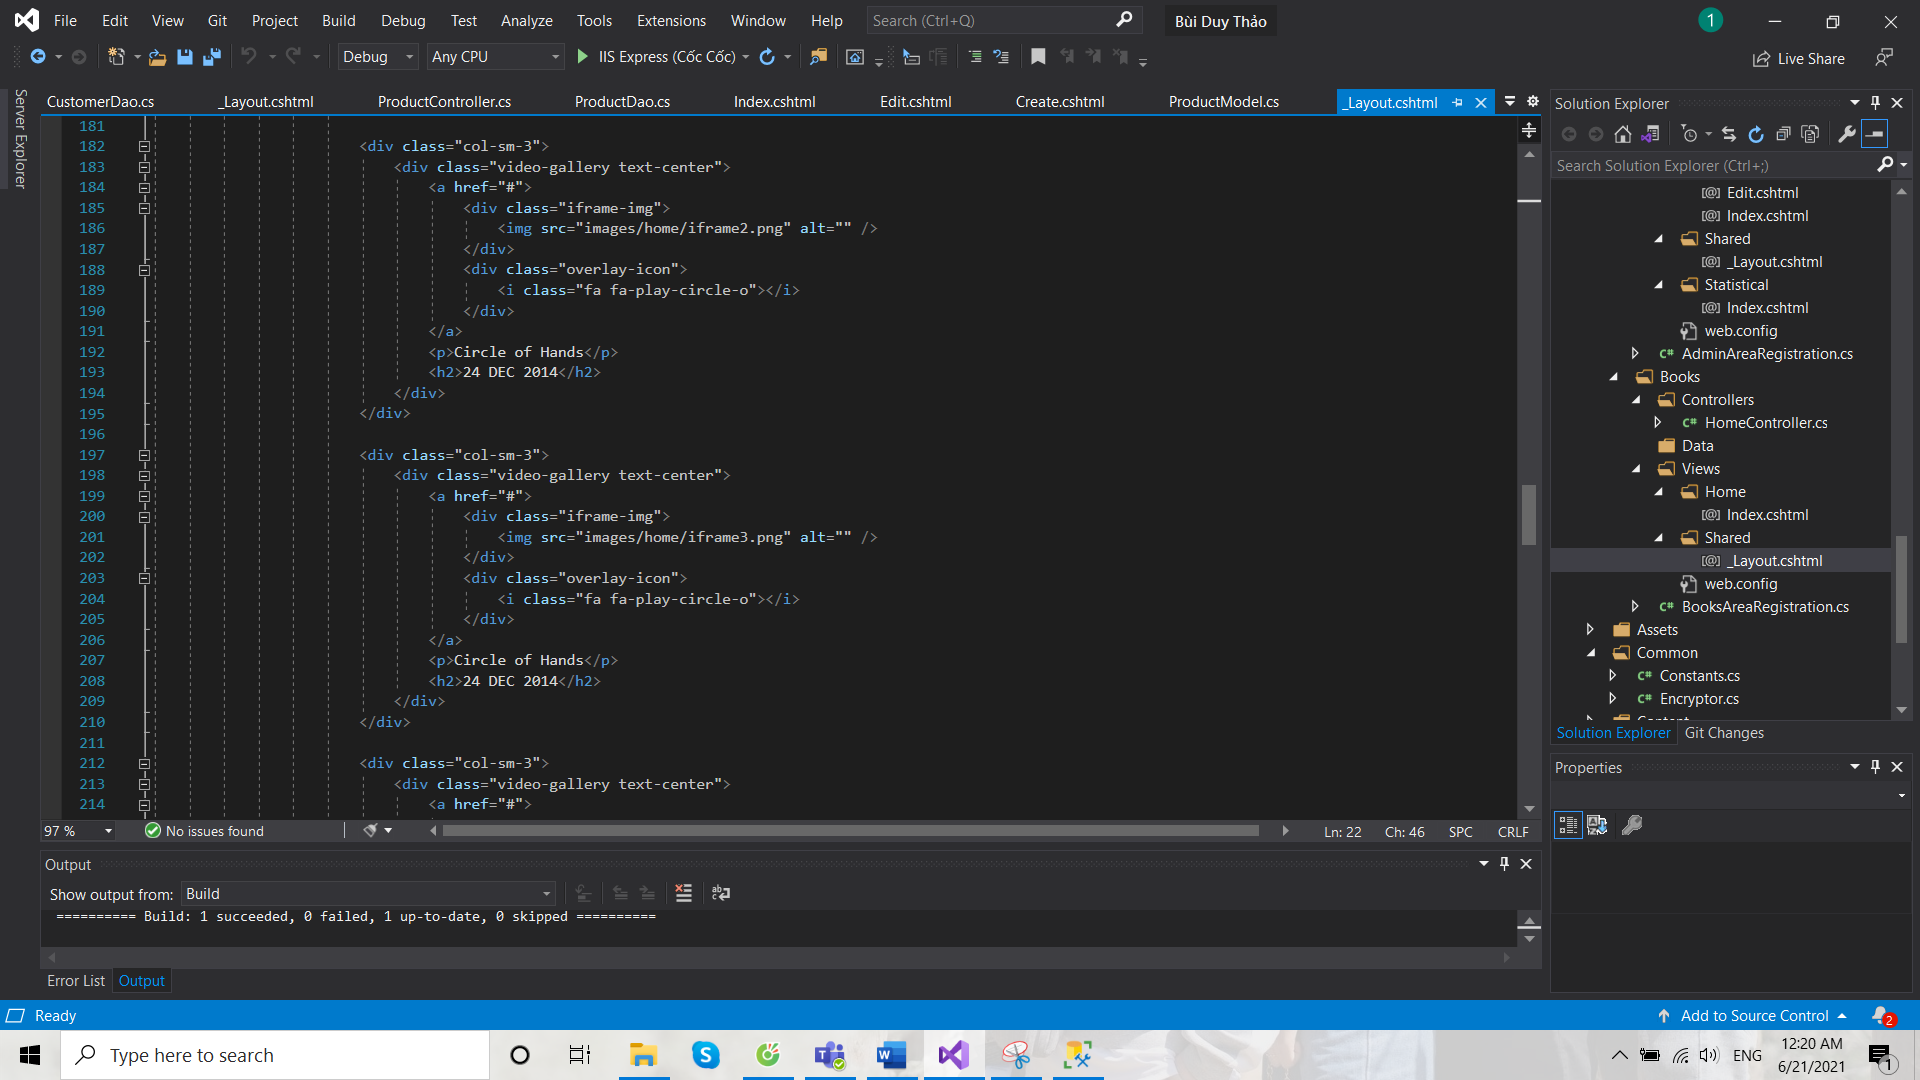 File Edit View Git Project Build Debug Test Analyze Tools Extensions Window Help Search (Ctrl+Q) Bùi Duy Thảo 1
Debug Any CPU IIS Express (Cốc Cốc) Live Share
Server Explorer
CustomerDao.cs _Layout.cshtml ProductController.cs ProductDao.cs Index.cshtml Edit.cshtml Create.cshtml ProductModel.cs _Layout.cshtml
181
182 <div class="col-sm-3">
183 <div class="video-gallery text-center">
184 <a href="#">
185 <div class="iframe-img">
186 <img src="images/home/iframe2.png" alt="" />
187 </div>
188 <div class="overlay-icon">
189 <i class="fa fa-play-circle-o"></i>
190 </div>
191 </a>
192 <p>Circle of Hands</p>
193 <h2>24 DEC 2014</h2>
194 </div>
195 </div>
196
197 <div class="col-sm-3">
198 <div class="video-gallery text-center">
199 <a href="#">
200 <div class="iframe-img">
201 <img src="images/home/iframe3.png" alt="" />
202 </div>
203 <div class="overlay-icon">
204 <i class="fa fa-play-circle-o"></i>
205 </div>
206 </a>
207 <p>Circle of Hands</p>
208 <h2>24 DEC 2014</h2>
209 </div>
210 </div>
211
212 <div class="col-sm-3">
213 <div class="video-gallery text-center">
214 <a href="#">
97 % No issues found Ln: 22 Ch: 46 SPC CRLF
Output
Show output from: Build
========== Build: 1 succeeded, 0 failed, 1 up-to-date, 0 skipped ==========
Error List Output
Solution Explorer
Search Solution Explorer (Ctrl+;)
Edit.cshtml
Index.cshtml
Shared
_Layout.cshtml
Statistical
Index.cshtml
web.config
C# AdminAreaRegistration.cs
Books
Controllers
C# HomeController.cs
Data
Views
Home
Index.cshtml
Shared
_Layout.cshtml
web.config
C# BooksAreaRegistration.cs
Assets
Common
C# Constants.cs
C# Encryptor.cs
Content
Solution Explorer Git Changes
Properties
Ready Add to Source Control 2
Type here to search ENG 12:20 AM
6/21/2021 1